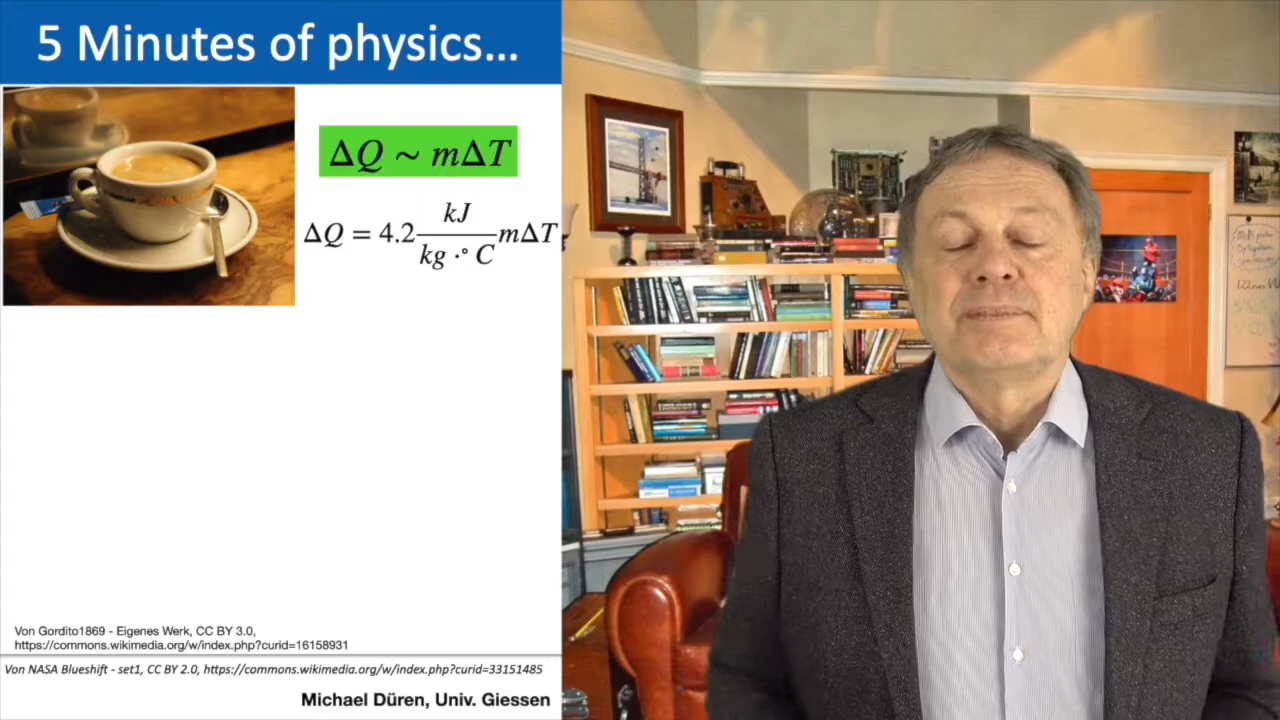 5 Minutes of physics...
ΔQ ~ mΔT
ΔQ = 4.2 kJ/kg·°C mΔT
Von Gordito1869 - Eigenes Werk, CC BY 3.0,
https://commons.wikimedia.org/w/index.php?curid=16158931
Von NASA Blueshift - set1, CC BY 2.0, https://commons.wikimedia.org/w/index.php?curid=33151485
Michael Düren, Univ. Giessen